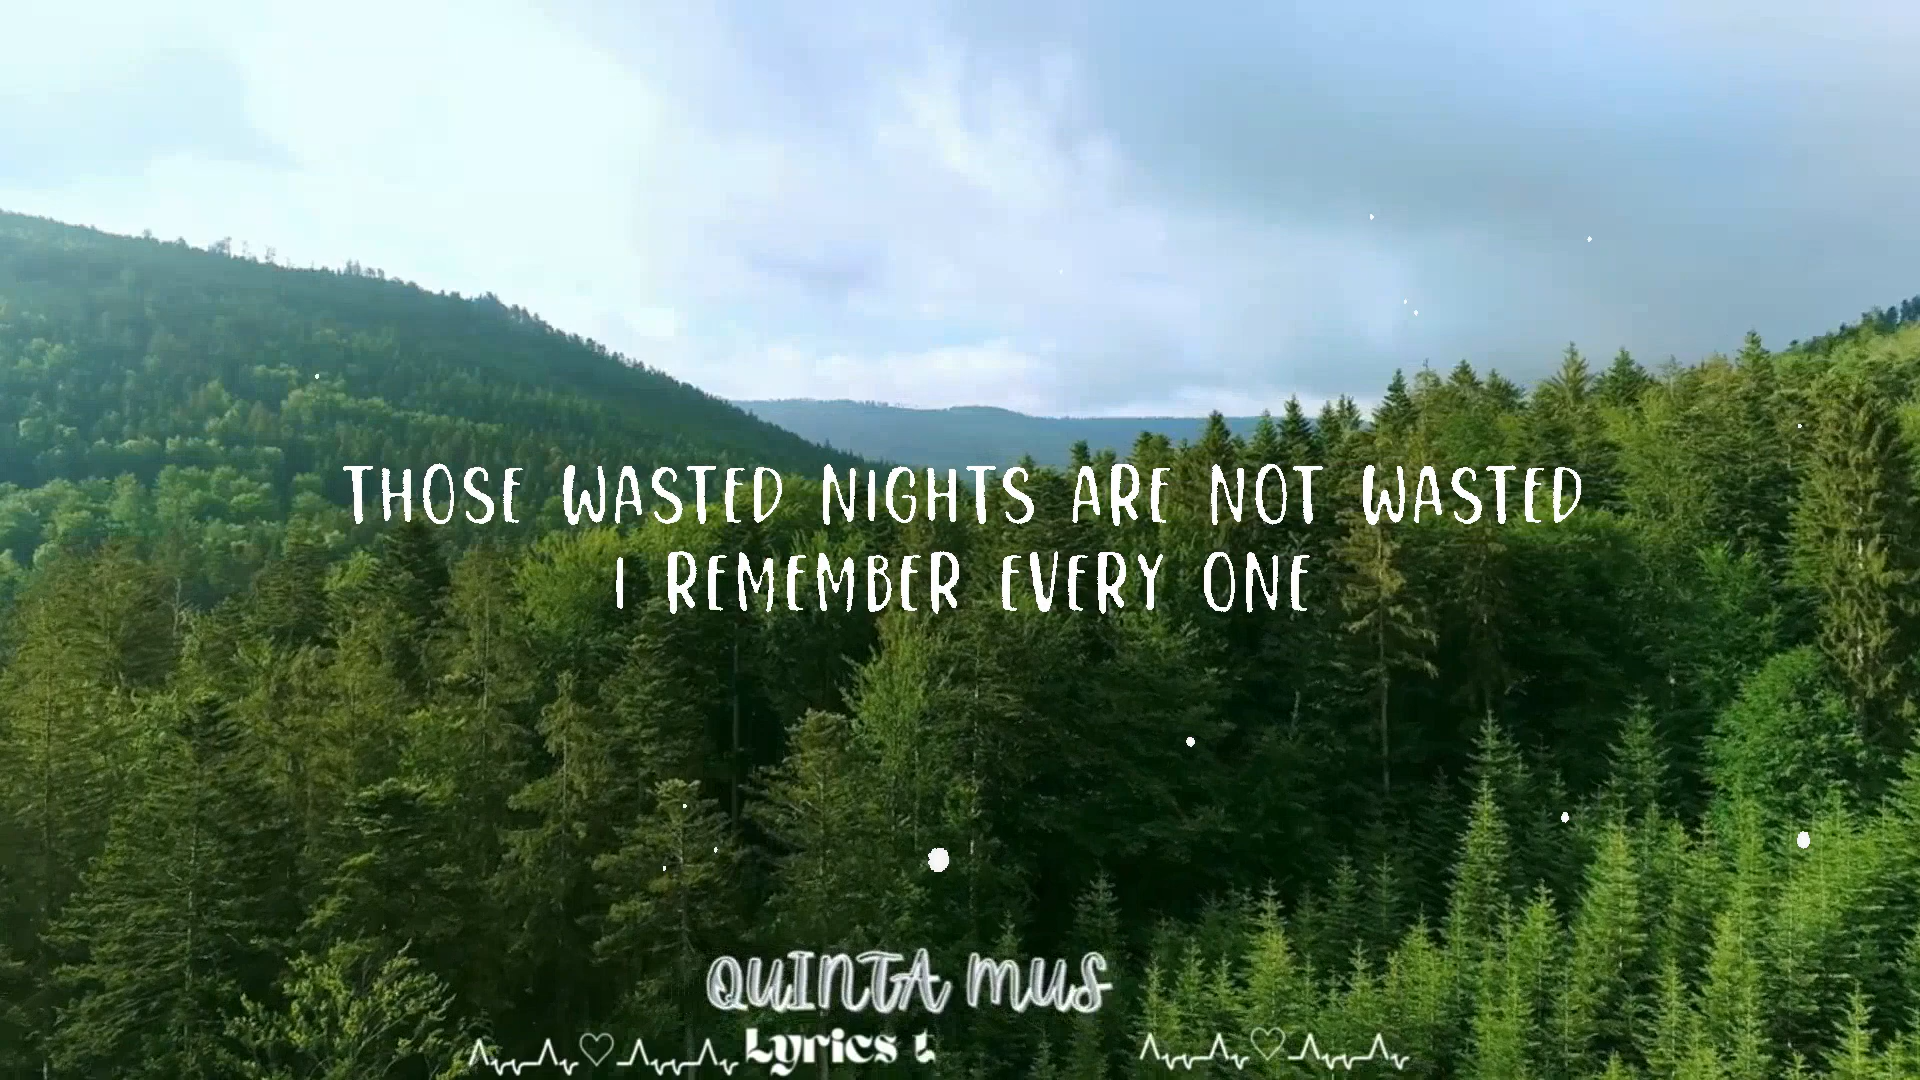 THOSE WASTED NIGHTS ARE NOT WASTED
I REMEMBER EVERY ONE
QUINTA MUS
Lyrics t